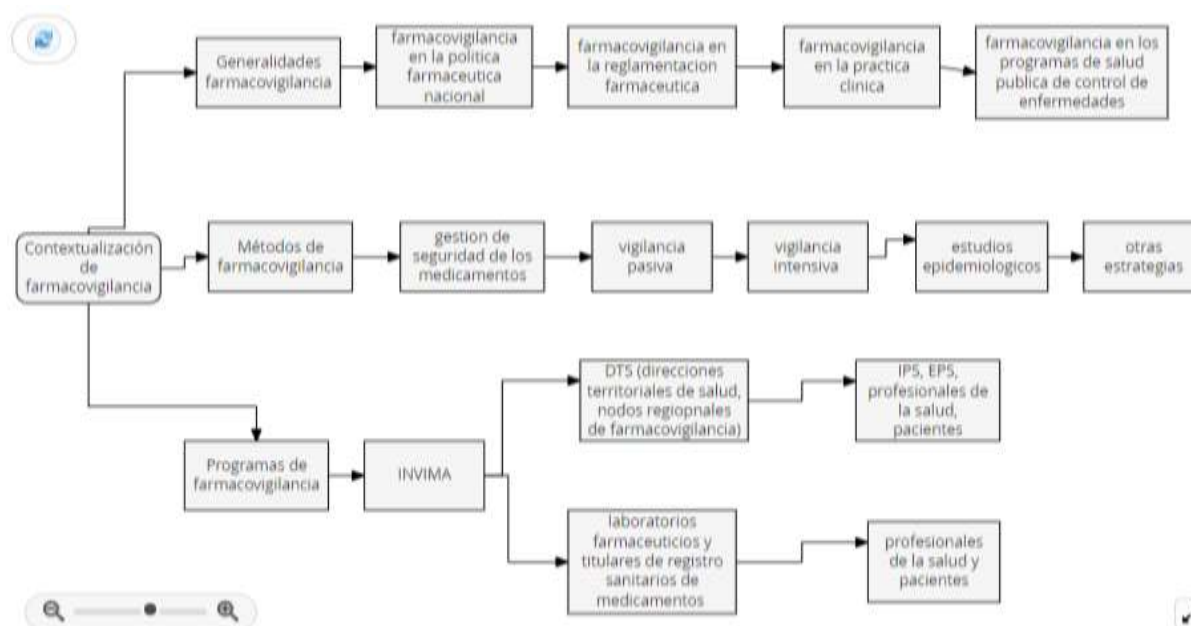 Generalidades
farmacovigilancia
farmacovigilancia
en la politica
farmaceutica
nacional
farmacovigilancia en
la reglamentacion
farmaceutica
farmacovigilancia
en la practica
clinica
farmacovigilancia en los
programas de salud
publica de control de
enfermedades
Contextualización
de
farmacovigilancia
Métodos de
farmacovigilancia
gestion de
seguridad de los
medicamentos
vigilancia
pasiva
vigilancia
intensiva
estudios
epidemiologicos
otras
estrategias
Programas de
farmacovigilancia
INVIMA
DTS (direcciones
territoriales de salud,
nodos regiopnales
de farmacovigilancia)
IPS, EPS,
profesionales de
la salud,
pacientes
laboratorios
farmaceuticios y
titulares de registro
sanitarios de
medicamentos
profesionales
de la salud y
pacientes